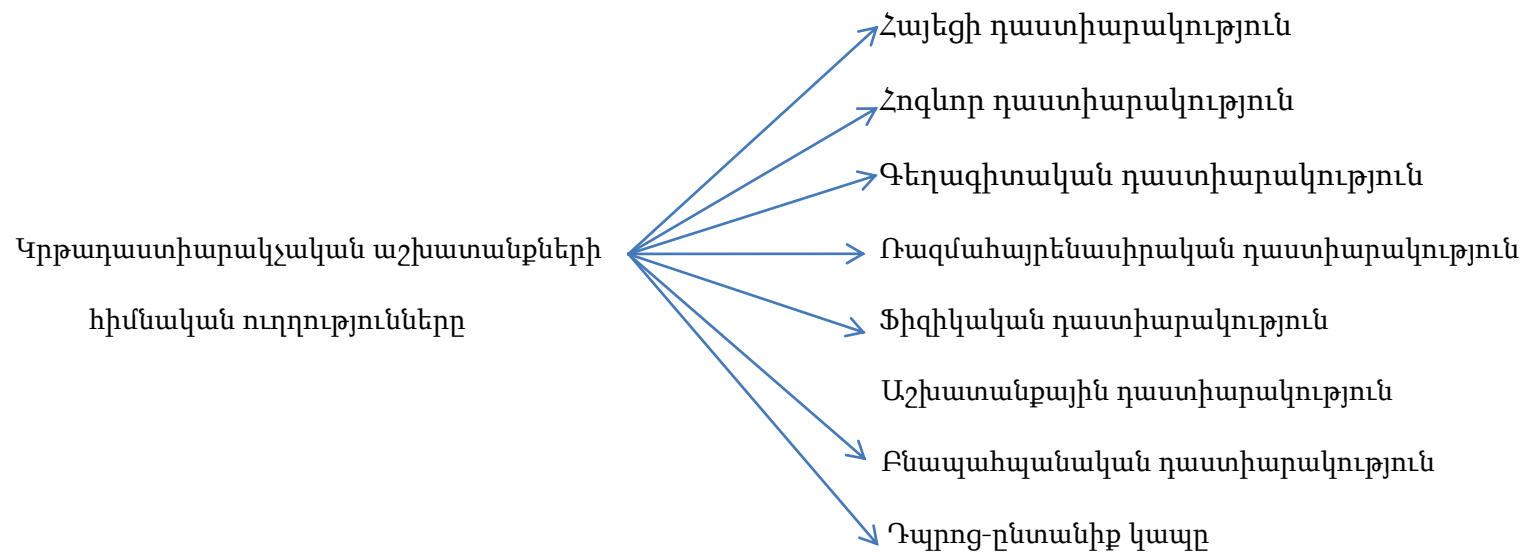 Հայեցի դաստիարակություն
Հոգևոր դաստիարակություն
Գեղագիտական դաստիարակություն
Կրթադաստիարակչական աշխատանքների
հիմնական ուղղությունները
Ռազմահայրենասիրական դաստիարակություն
Ֆիզիկական դաստիարակություն
Աշխատանքային դաստիարակություն
Բնապահպանական դաստիարակություն
Դպրոց-ընտանիք կապը